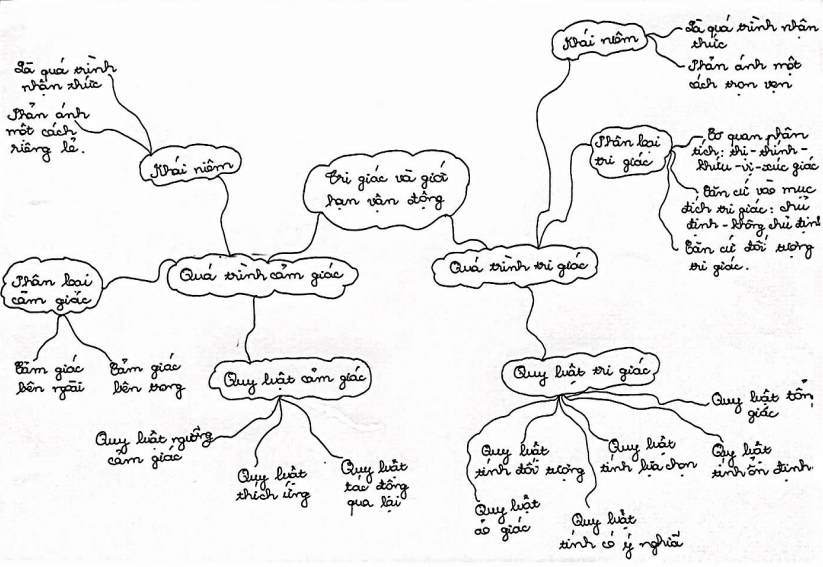 Tri giác và giới
hạn vận động
Quá trình cảm giác
Khái niệm
Là quá trình
nhận thức
Phản ánh
một cách
riêng lẻ.
Phân loại
cảm giác
Cảm giác
bên ngoài
Cảm giác
bên trong
Quy luật cảm giác
Quy luật ngưỡng
cảm giác
Quy luật
thích ứng
Quy luật
tác động
qua lại
Quá trình tri giác
Khái niệm
Là quá trình nhận
thức
Phản ánh một
cách trọn vẹn
Phân loại
tri giác
Cơ quan phân
tích: thị-thính-
khứu-vị-xúc giác
Căn cứ vào mục
đích tri giác: chủ
định-không chủ định
Căn cứ đối tượng
tri giác.
Quy luật tri giác
Quy luật tổng
giác
Quy luật
tính đối tượng
Quy luật
tính lựa chọn
Quy luật
tính ổn định
Quy luật
ảo giác
Quy luật
tính có ý nghĩa